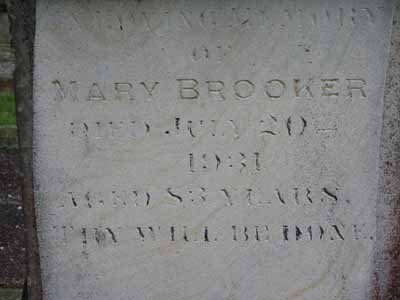 IN LOVING MEMORY
OF
MARY BROOKER
DIED JULY 20TH
1931
AGED 83 YEARS.
THY WILL BE DONE.